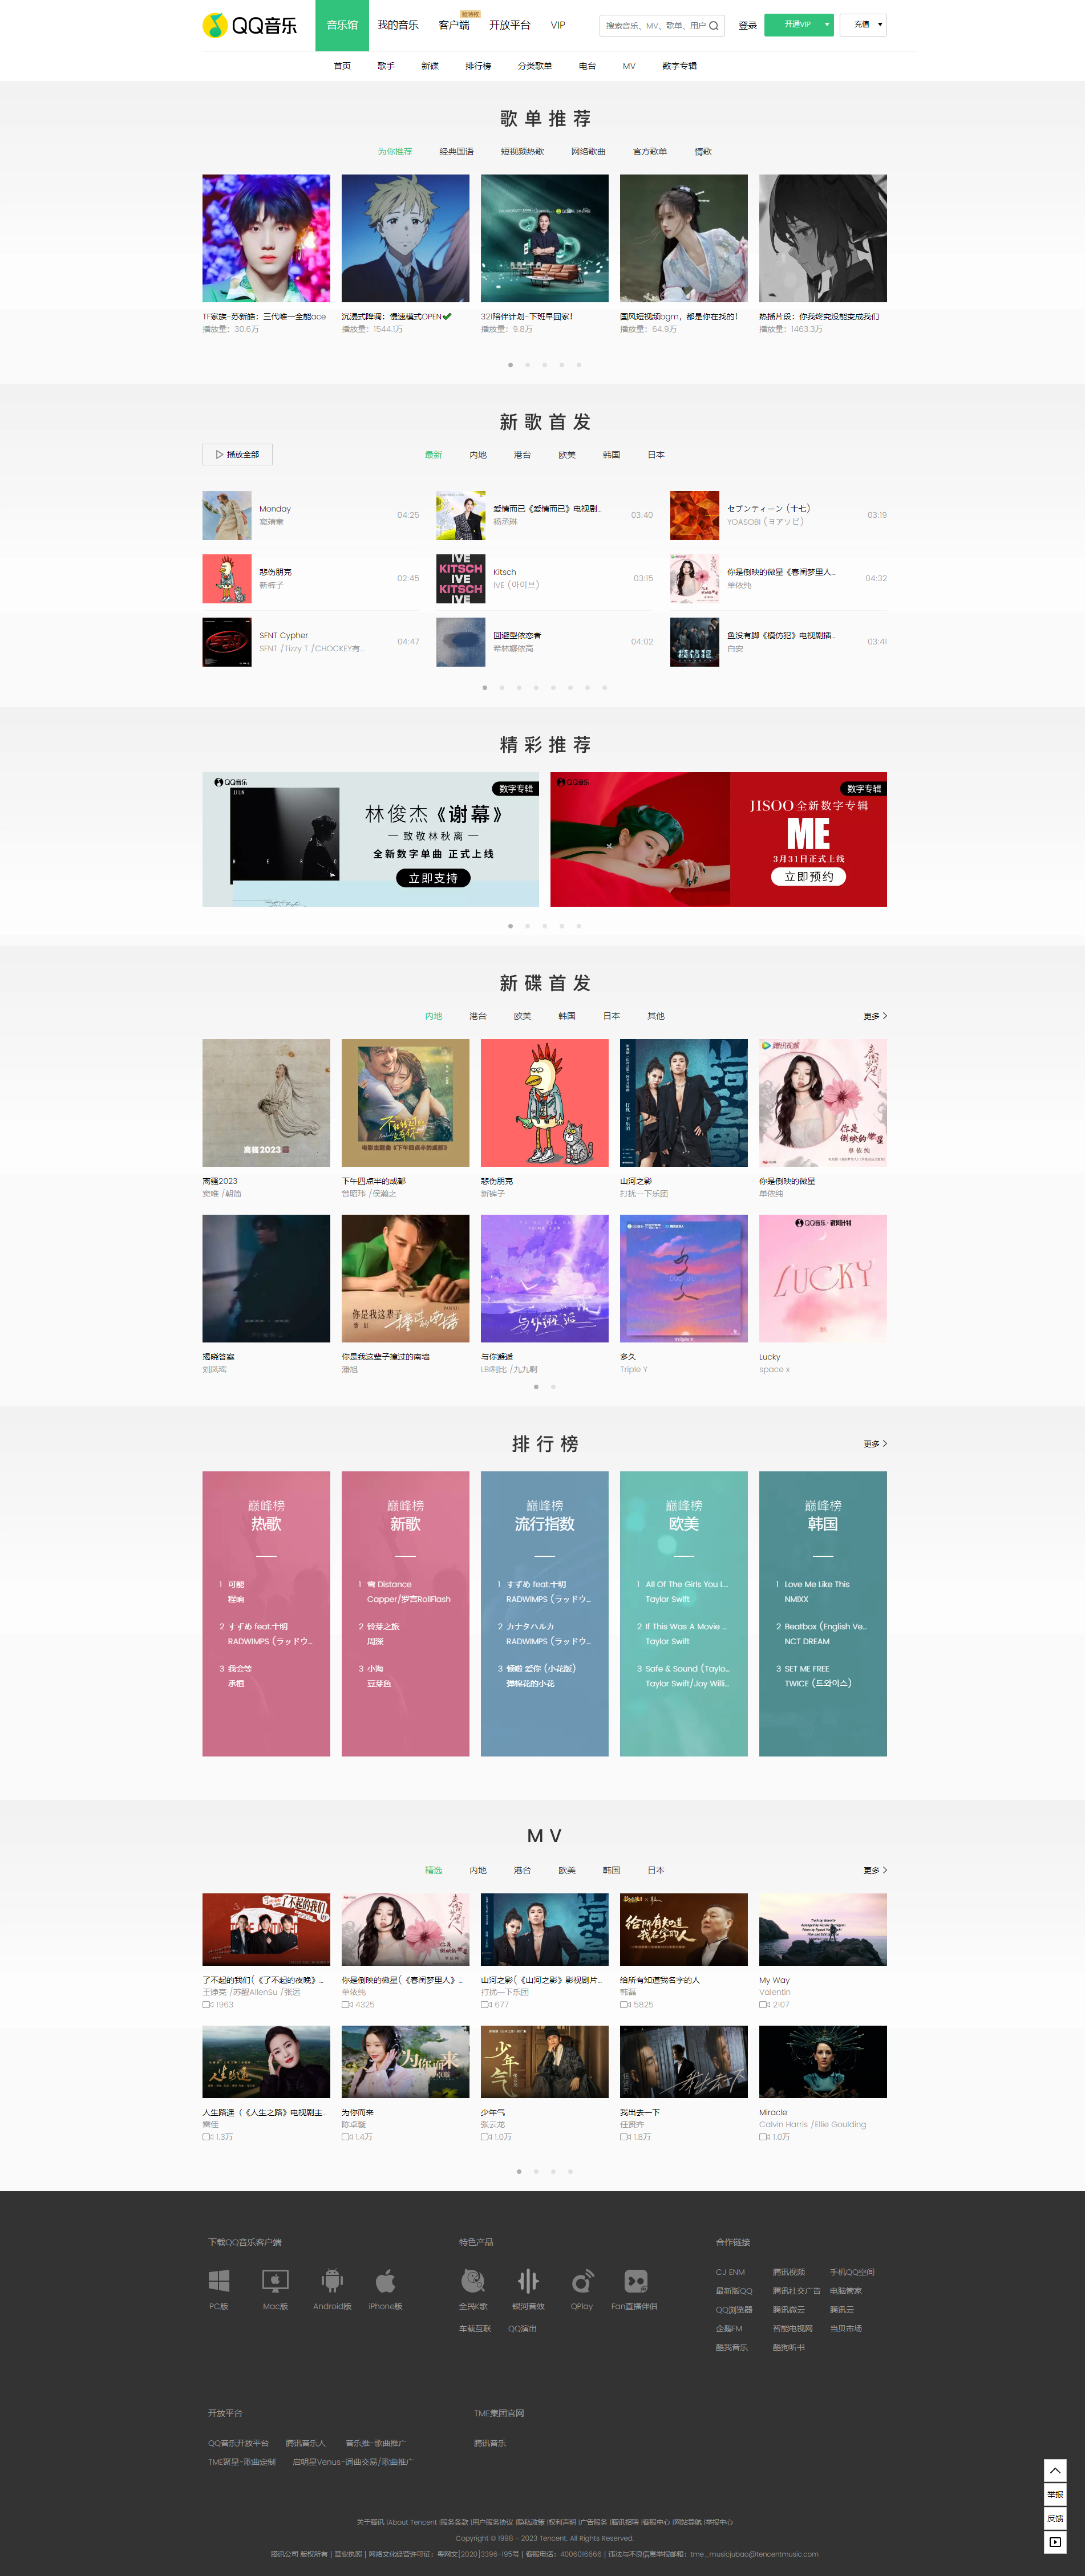 QQ音乐
音乐馆 我的音乐 客户端 开放平台 VIP
搜索音乐、MV、歌单、用户
登录 开通VIP 充值
首页 歌手 新碟 排行榜 分类歌单 电台 MV 数字专辑
歌单推荐
为你推荐 经典国语 短视频热歌 网络歌曲 官方歌单 情歌
TF家族-苏新皓：三代唯一全能ace
播放量：30.6万
沉浸式降调：慢速模式OPEN
播放量：1544.1万
321陪伴计划-下班早回家！
播放量：9.8万
国风短视频bgm，都是你在找的！
播放量：64.9万
热播片段：你我终究没能变成我们
播放量：1463.3万
新歌首发
播放全部
最新 内地 港台 欧美 韩国 日本
Monday
窦靖童
04:25
爱情而已《爱情而已》电视剧...
杨丞琳
03:40
セブンティーン (十七)
YOASOBI (ヨアソビ)
03:19
悲伤朋克
新裤子
02:45
Kitsch
IVE (아이브)
03:15
你是倒映的微星《春闺梦里人...
单依纯
04:32
SFNT Cypher
SFNT /Tizzy T /CHOCKEY有...
04:47
回避型依恋者
希林娜依高
04:02
鱼没有脚《模仿犯》电视剧插...
白安
03:41
精彩推荐
QQ音乐
数字专辑
林俊杰《谢幕》
致敬林秋离
全新数字单曲 正式上线
立即支持
QQ音乐
数字专辑
JISOO 全新数字专辑
ME
3月31日正式上线
立即预约
新碟首发
内地 港台 欧美 韩国 日本 其他
更多
离骚2023
窦唯 /朝简
下午四点半的成都
曾昭玮 /侯瀚之
悲伤朋克
新裤子
山河之影
打扰一下乐团
你是倒映的微星
单依纯
揭晓答案
刘凤瑶
你是我这辈子撞过的南墙
潘旭
与你邂逅
LBI利比 /九九啊
多久
Triple Y
Lucky
space x
排行榜
更多
巅峰榜
热歌
1 可能
程响
2 すずめ feat.十明
RADWIMPS (ラッドウ...
3 我会等
承桓
巅峰榜
新歌
1 雪 Distance
Capper/罗言RollFlash
2 铃芽之旅
周深
3 小海
豆芽鱼
巅峰榜
流行指数
1 すずめ feat.十明
RADWIMPS (ラッドウ...
2 カナタハルカ
RADWIMPS (ラッドウ...
3 顿啦 爱你 (小花版)
弹棉花的小花
巅峰榜
欧美
1 All Of The Girls You L...
Taylor Swift
2 If This Was A Movie ...
Taylor Swift
3 Safe & Sound (Taylo...
Taylor Swift/Joy Willi...
巅峰榜
韩国
1 Love Me Like This
NMIXX
2 Beatbox (English Ve...
NCT DREAM
3 SET ME FREE
TWICE (트와이스)
MV
精选 内地 港台 欧美 韩国 日本
更多
了不起的我们(《了不起的夜晚》...
王铮亮 /苏醒AllenSu /张远
1963
你是倒映的微星(《春闺梦里人》...
单依纯
4325
山河之影(《山河之影》影视剧片...
打扰一下乐团
677
给所有知道我名字的人
韩磊
5825
My Way
Valentin
2107
人生路遥 (《人生之路》电视剧主...
雷佳
1.3万
为你而来
陈卓璇
1.4万
少年气
张云龙
1.0万
我出去一下
任贤齐
1.8万
Miracle
Calvin Harris /Ellie Goulding
1.0万
下载QQ音乐客户端
PC版 Mac版 Android版 iPhone版
特色产品
全民K歌 银河音效 QPlay Fan直播伴侣
车载互联 QQ演出
合作链接
CJ ENM 腾讯视频 手机QQ空间
最新版QQ 腾讯社交广告 电脑管家
QQ浏览器 腾讯微云 腾讯云
企鹅FM 智能电视网 当贝市场
酷我音乐 酷狗听书
开放平台
QQ音乐开放平台 腾讯音乐人 音乐推-歌曲推广
TME聚星-歌曲定制 启明星Venus-词曲交易/歌曲推广
TME集团官网
腾讯音乐
举报
反馈
关于腾讯 |About Tencent |服务条款 |用户服务协议 |隐私政策 |权利声明 |广告服务 |腾讯招聘 |客服中心 |网站导航 |举报中心
Copyright © 1998 - 2023 Tencent. All Rights Reserved.
腾讯公司 版权所有 | 营业执照 | 网络文化经营许可证：粤网文[2020]3396-195号 | 客服电话：4006016666 | 违法与不良信息举报邮箱：tme_musicjubao@tencentmusic.com